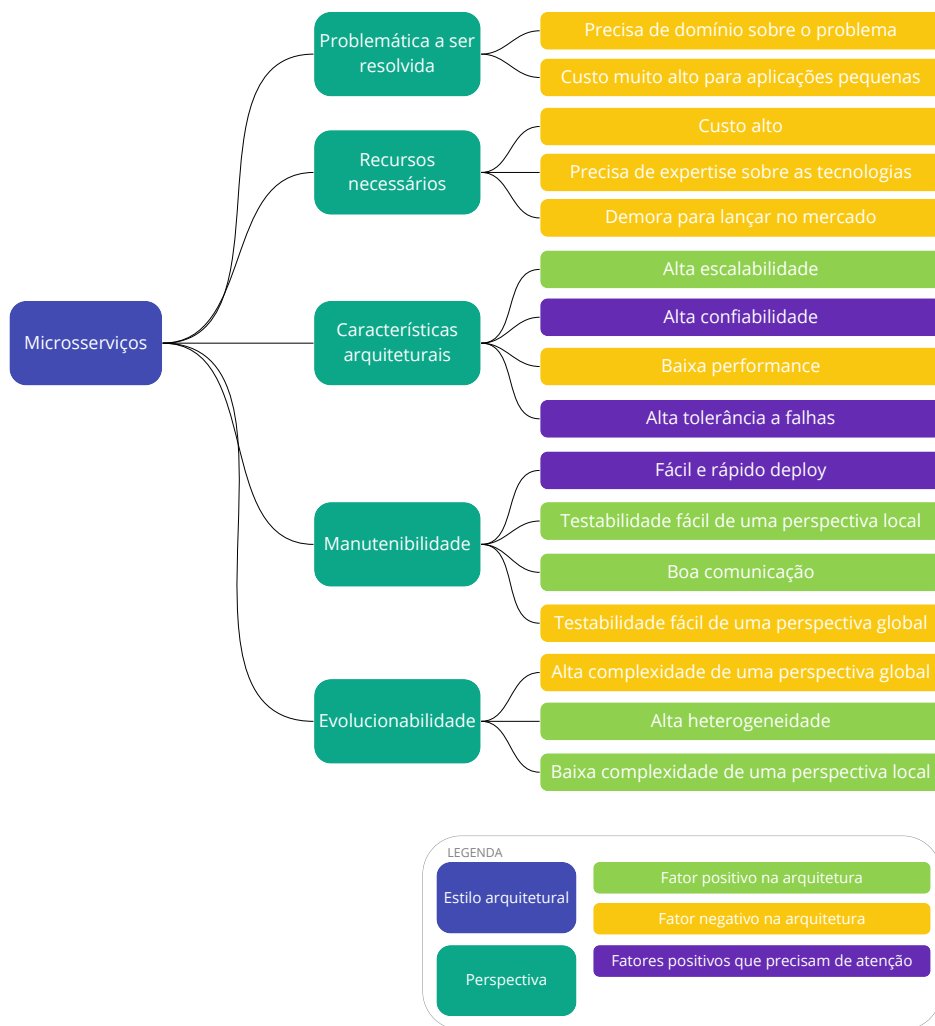 Microsserviços
Problemática a ser
resolvida
Precisa de domínio sobre o problema
Custo muito alto para aplicações pequenas
Recursos
necessários
Custo alto
Precisa de expertise sobre as tecnologias
Demora para lançar no mercado
Características
arquiteturais
Alta escalabilidade
Alta confiabilidade
Baixa performance
Alta tolerância a falhas
Manutenibilidade
Fácil e rápido deploy
Testabilidade fácil de uma perspectiva local
Boa comunicação
Testabilidade fácil de uma perspectiva global
Evolucionabilidade
Alta complexidade de uma perspectiva global
Alta heterogeneidade
Baixa complexidade de uma perspectiva local
LEGENDA
Estilo arquitetural
Perspectiva
Fator positivo na arquitetura
Fator negativo na arquitetura
Fatores positivos que precisam de atenção